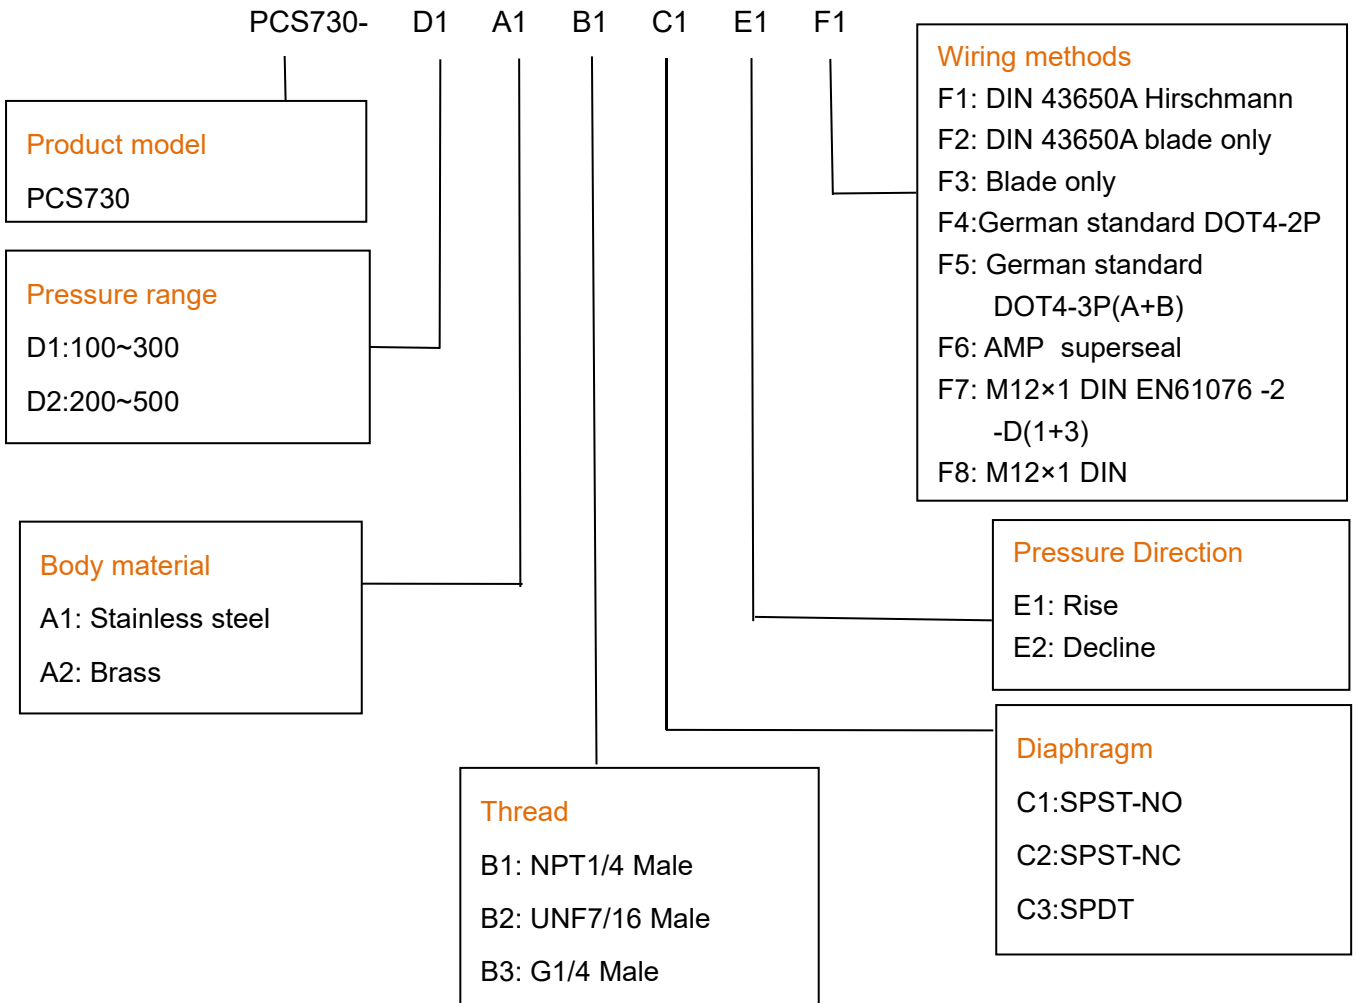 PCS730- D1 A1 B1 C1 E1 F1
Product model
PCS730
Pressure range
D1:100~300
D2:200~500
Body material
A1: Stainless steel
A2: Brass
Thread
B1: NPT1/4 Male
B2: UNF7/16 Male
B3: G1/4 Male
Wiring methods
F1: DIN 43650A Hirschmann
F2: DIN 43650A blade only
F3: Blade only
F4:German standard DOT4-2P
F5: German standard
DOT4-3P(A+B)
F6: AMP superseal
F7: M12×1 DIN EN61076 -2
-D(1+3)
F8: M12×1 DIN
Pressure Direction
E1: Rise
E2: Decline
Diaphragm
C1:SPST-NO
C2:SPST-NC
C3:SPDT